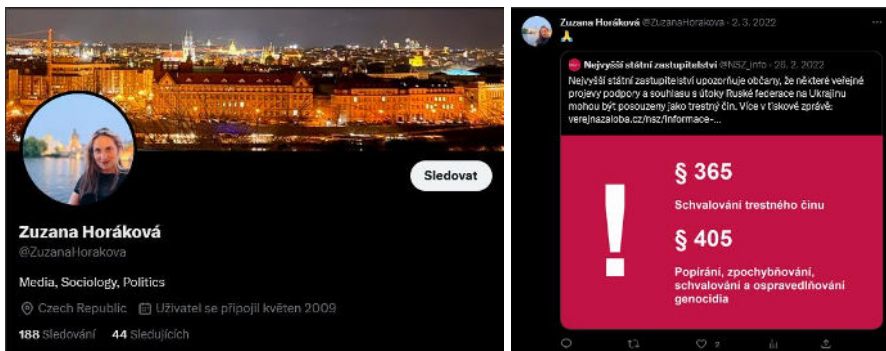 Sledovat
Zuzana Horáková
@ZuzanaHorakova
Media, Sociology, Politics
Czech Republic Uživatel se připojil květen 2009
188 Sledování 44 Sledujících
Zuzana Horáková @ZuzanaHorakova · 2. 3. 2022
🙏
Nejvyšší státní zastupitelství @NSZ_info · 26. 2. 2022
Nejvyšší státní zastupitelství upozorňuje občany, že některé veřejné
projevy podpory a souhlasu s útoky Ruské federace na Ukrajinu
mohou být posouzeny jako trestný čin. Více v tiskové zprávě:
verejnazaloba.cz/nsz/informace-...
!
§ 365
Schvalování trestného činu
§ 405
Popírání, zpochybňování,
schvalování a ospravedlňování
genocidia
2